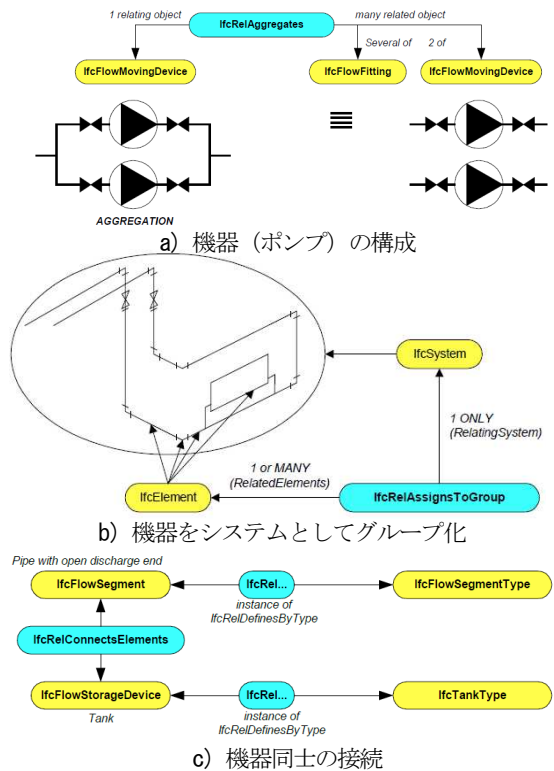 1 relating object
IfcRelAggregates
many related object
Several of
2 of
IfcFlowMovingDevice
IfcFlowFitting
IfcFlowMovingDevice
AGGREGATION
a) 機器（ポンプ）の構成
IfcSystem
1 ONLY
(RelatingSystem)
1 or MANY
(RelatedElements)
IfcElement
IfcRelAssignsToGroup
b) 機器をシステムとしてグループ化
Pipe with open discharge end
IfcFlowSegment
IfcRel...
IfcFlowSegmentType
instance of
IfcRelDefinesByType
IfcRelConnectsElements
IfcFlowStorageDevice
IfcRel...
IfcTankType
Tank
instance of
IfcRelDefinesByType
c) 機器同士の接続